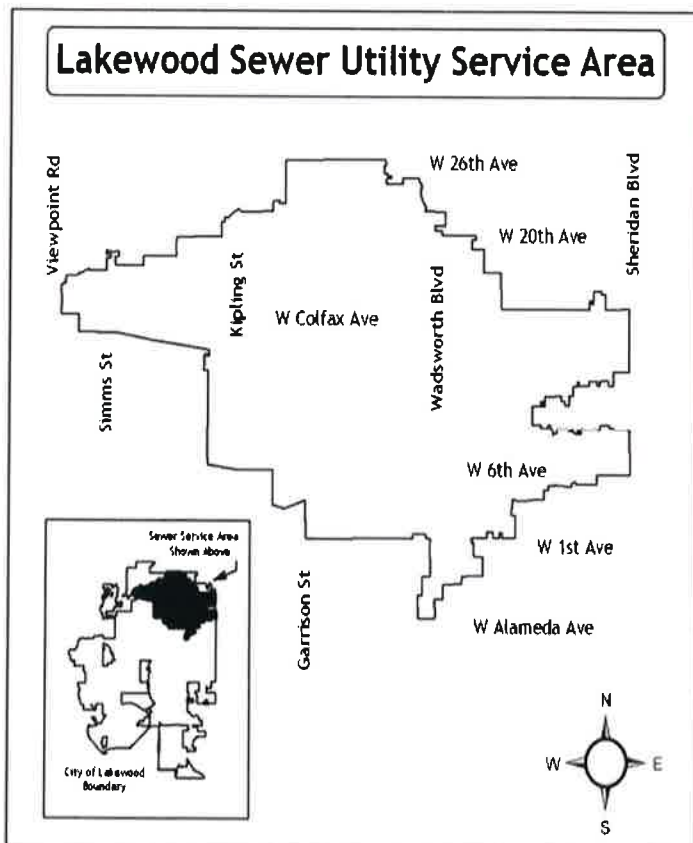 Lakewood Sewer Utility Service Area
Viewpoint Rd
W 26th Ave
Sheridan Blvd
W 20th Ave
Kipling St
Wadsworth Blvd
W Colfax Ave
Simms St
W 6th Ave
Sewer Service Area
Shown Above
W 1st Ave
Garrison St
W Alameda Ave
City of Lakewood
Boundary
N
W
E
S